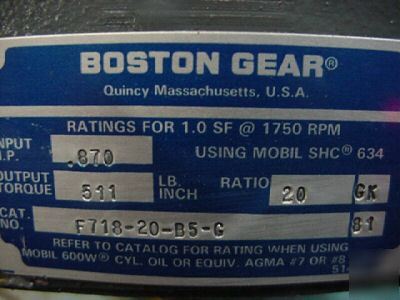 BOSTON GEAR®
Quincy Massachusetts, U.S.A.
RATINGS FOR 1.0 SF @ 1750 RPM
INPUT H.P. .870 USING MOBIL SHC® 634
OUTPUT TORQUE 511 LB. INCH RATIO 20 GK
CAT. NO. F718-20-B5-G 81
REFER TO CATALOG FOR RATING WHEN USING
MOBIL 600W® CYL. OIL OR EQUIV. AGMA #7 OR #8
51